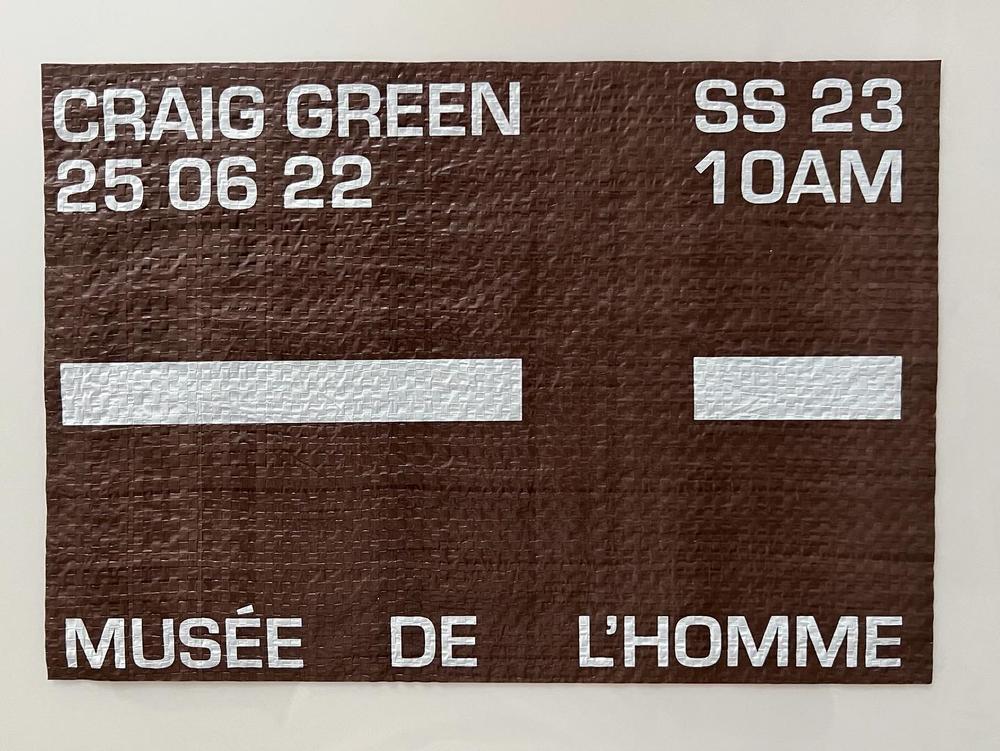 CRAIG GREEN SS 23
25 06 22 10AM
MUSÉE DE L'HOMME